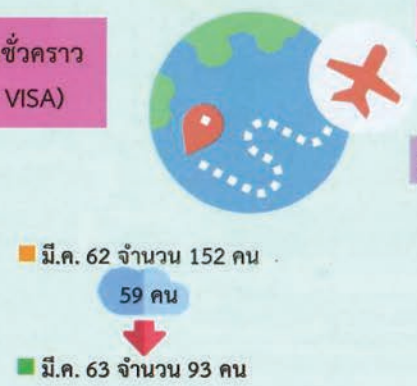 ชั่วคราว
VISA)
มี.ค. 62 จำนวน 152 คน
59 คน
มี.ค. 63 จำนวน 93 คน